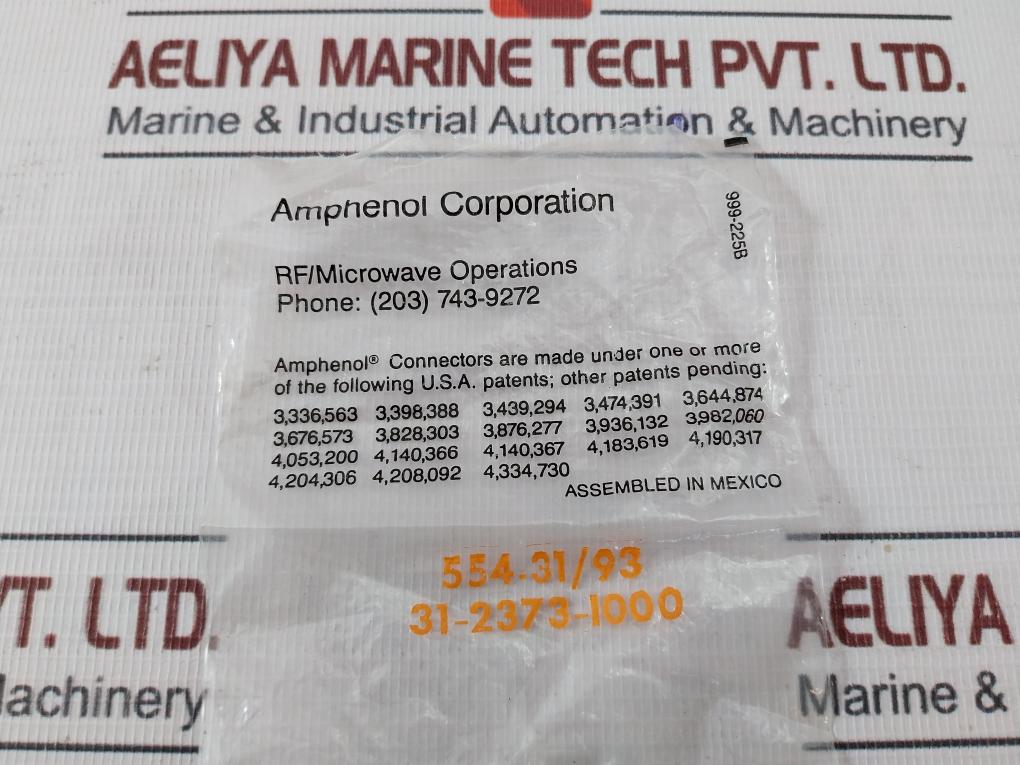 AELIYA MARINE TECH PVT. LTD.
Marine & Industrial Automation & Machinery
Amphenol Corporation
999-225B
RF/Microwave Operations
Phone: (203) 743-9272
Amphenol® Connectors are made under one or more
of the following U.S.A. patents; other patents pending:
3,336,563 3,398,388 3,439,294 3,474,391 3,644,874
3,676,573 3,828,303 3,876,277 3,936,132 3,982,060
4,053,200 4,140,366 4,140,367 4,183,619 4,190,317
4,204,306 4,208,092 4,334,730
ASSEMBLED IN MEXICO
554-31/93
31-2373-1000
VT. LTD.
Machinery
AELIYA
Marine &